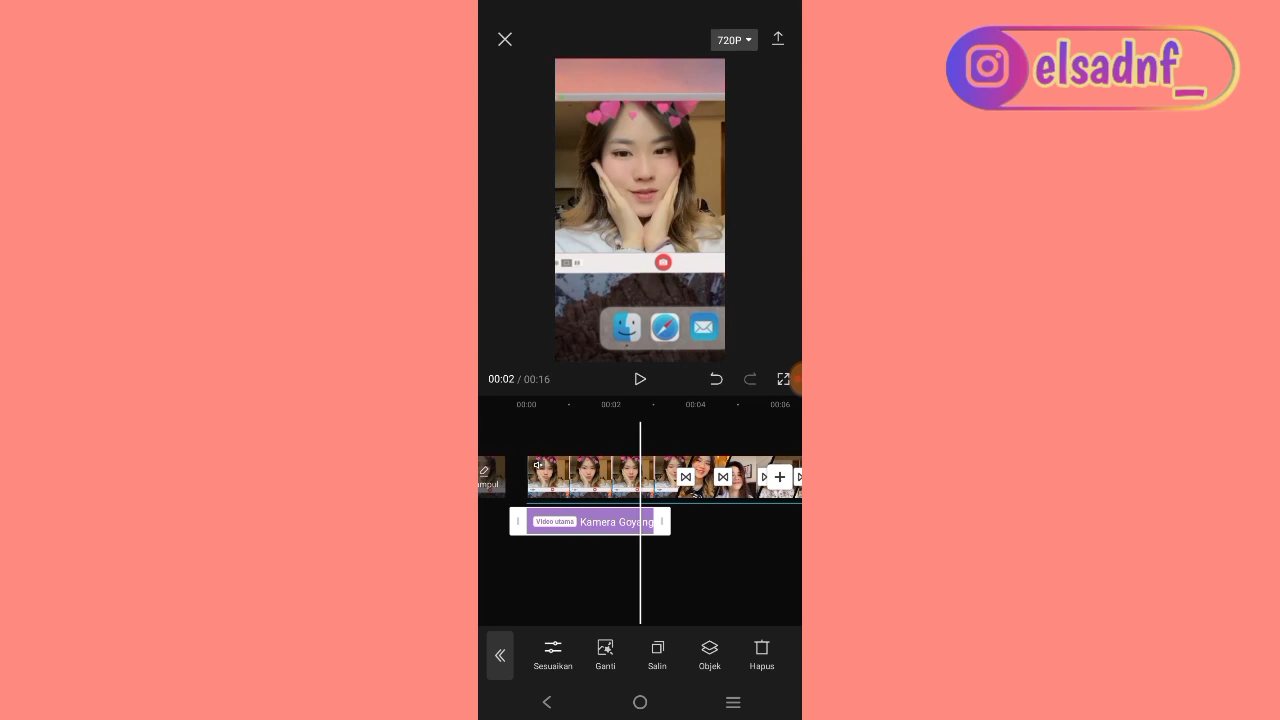 720P
elsadnf_
00:02 / 00:16
00:00
00:02
00:04
00:06
mpul
Video utama Kamera Goyang
Sesuaikan
Ganti
Salin
Objek
Hapus